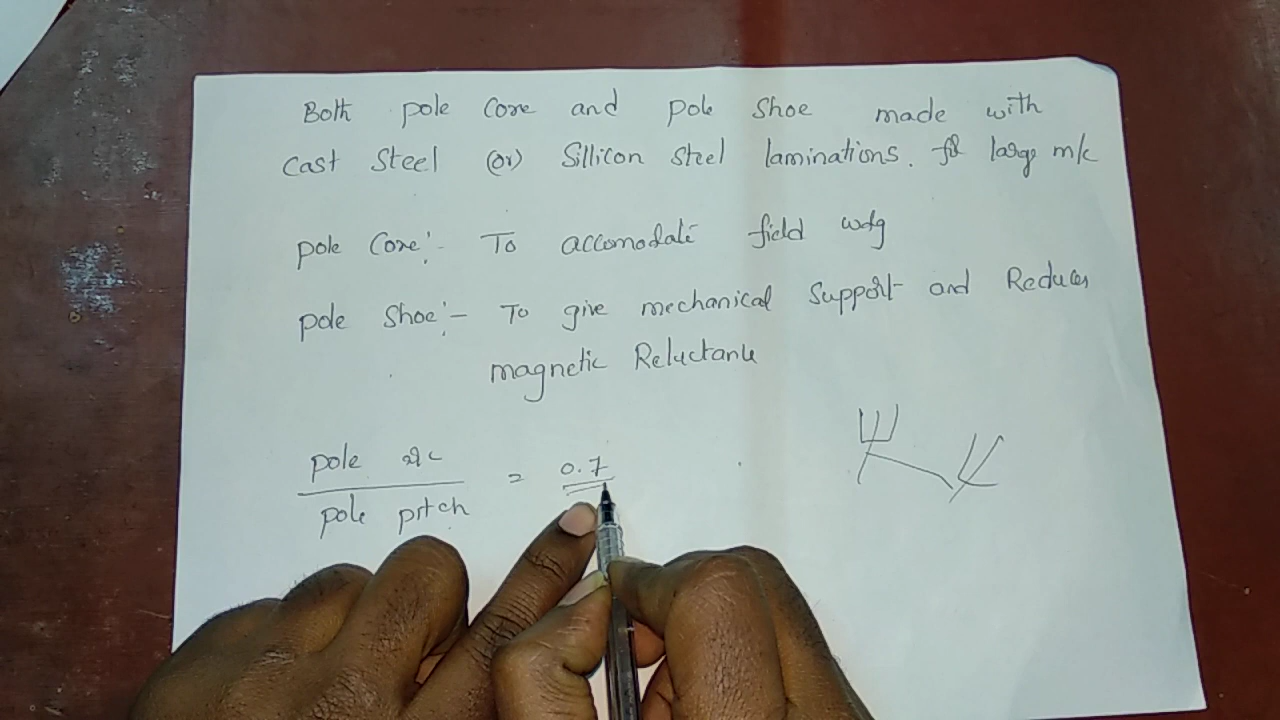 Both pole Core and pole Shoe made with
Cast Steel (or) Sillicon steel laminations. for large m/c
pole Core:- To accomodate field wdg
pole Shoe:- To give mechanical Support and Reduces
magnetic Reluctance
pole arc
= 0.7
pole pitch